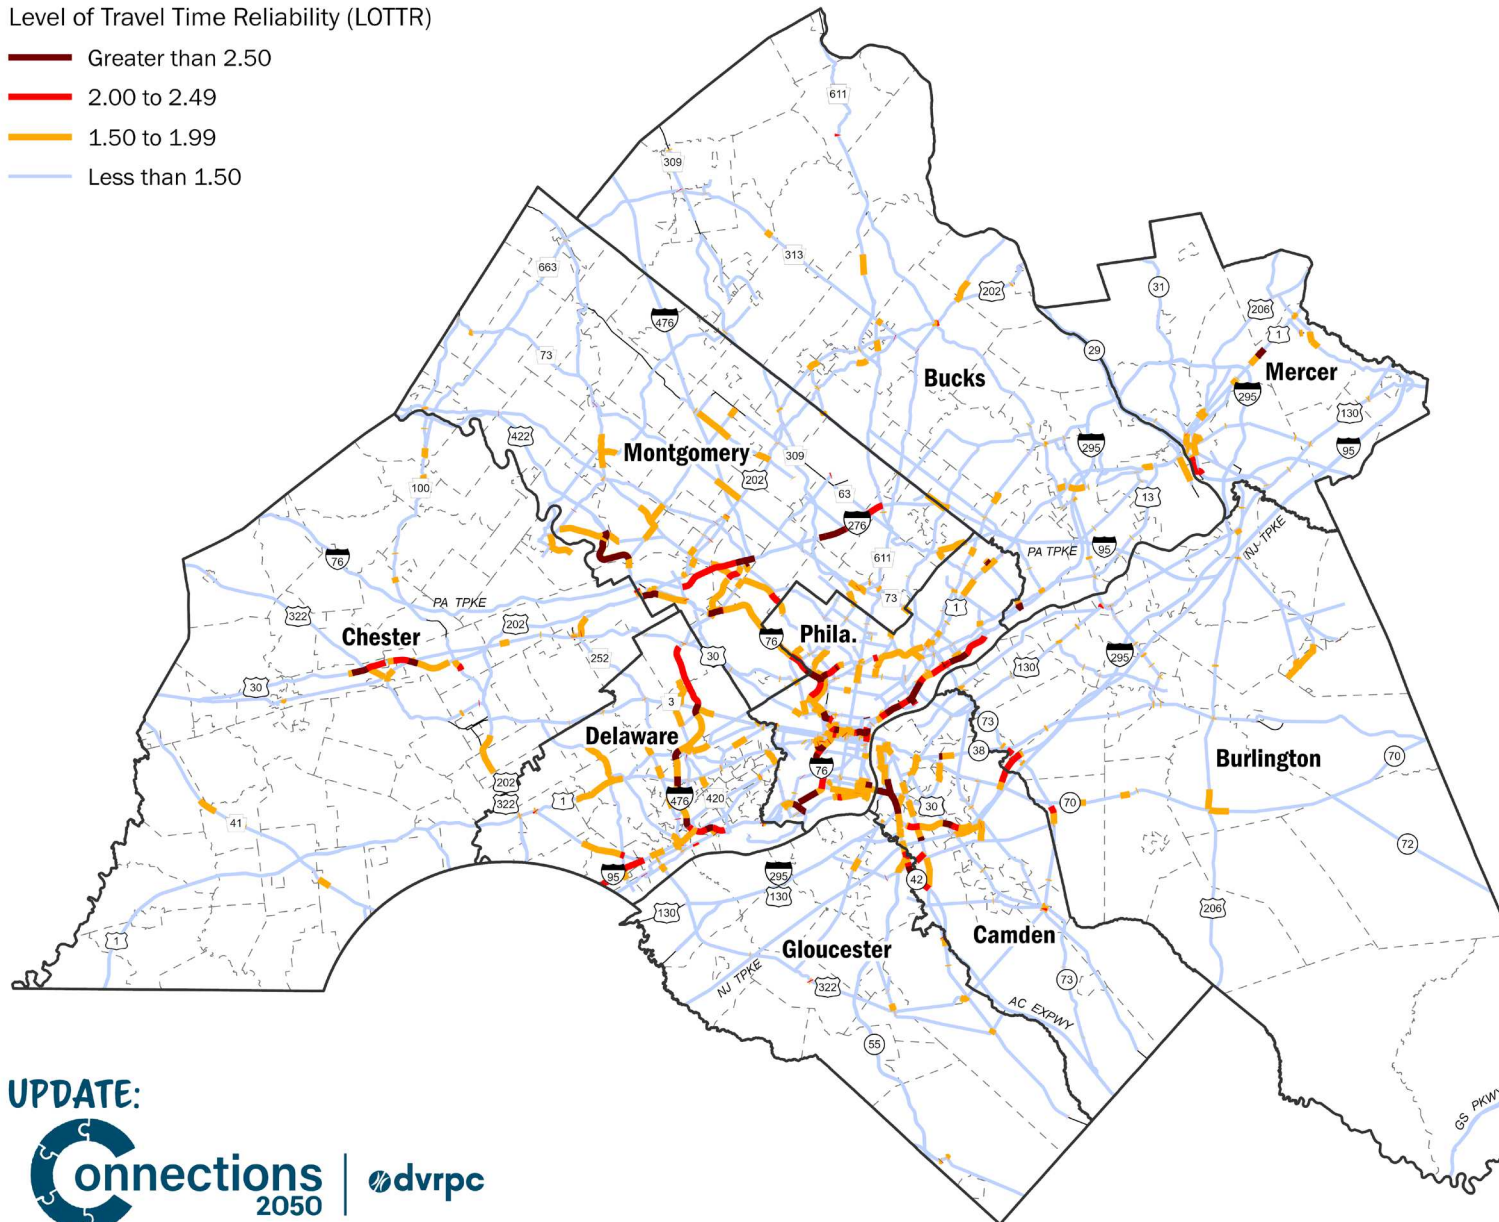 Level of Travel Time Reliability (LOTTR)
Greater than 2.50
2.00 to 2.49
1.50 to 1.99
Less than 1.50
611
309
313
663
202
31
206
1
476
29
73
Bucks
Mercer
295
130
422
Montgomery
309
295
95
202
100
63
13
276
NJ TPKE
76
611
PA TPKE
95
PA TPKE
73
1
322
202
Chester
Phila.
76
30
252
295
130
30
3
73
Delaware
38
Burlington
70
76
202
322
1
476
420
30
70
41
72
95
295
130
42
130
206
1
Gloucester
Camden
NJ TPKE
322
73
AC EXPWY
55
UPDATE:
Connections
2050
dvrpc
GS PKWY